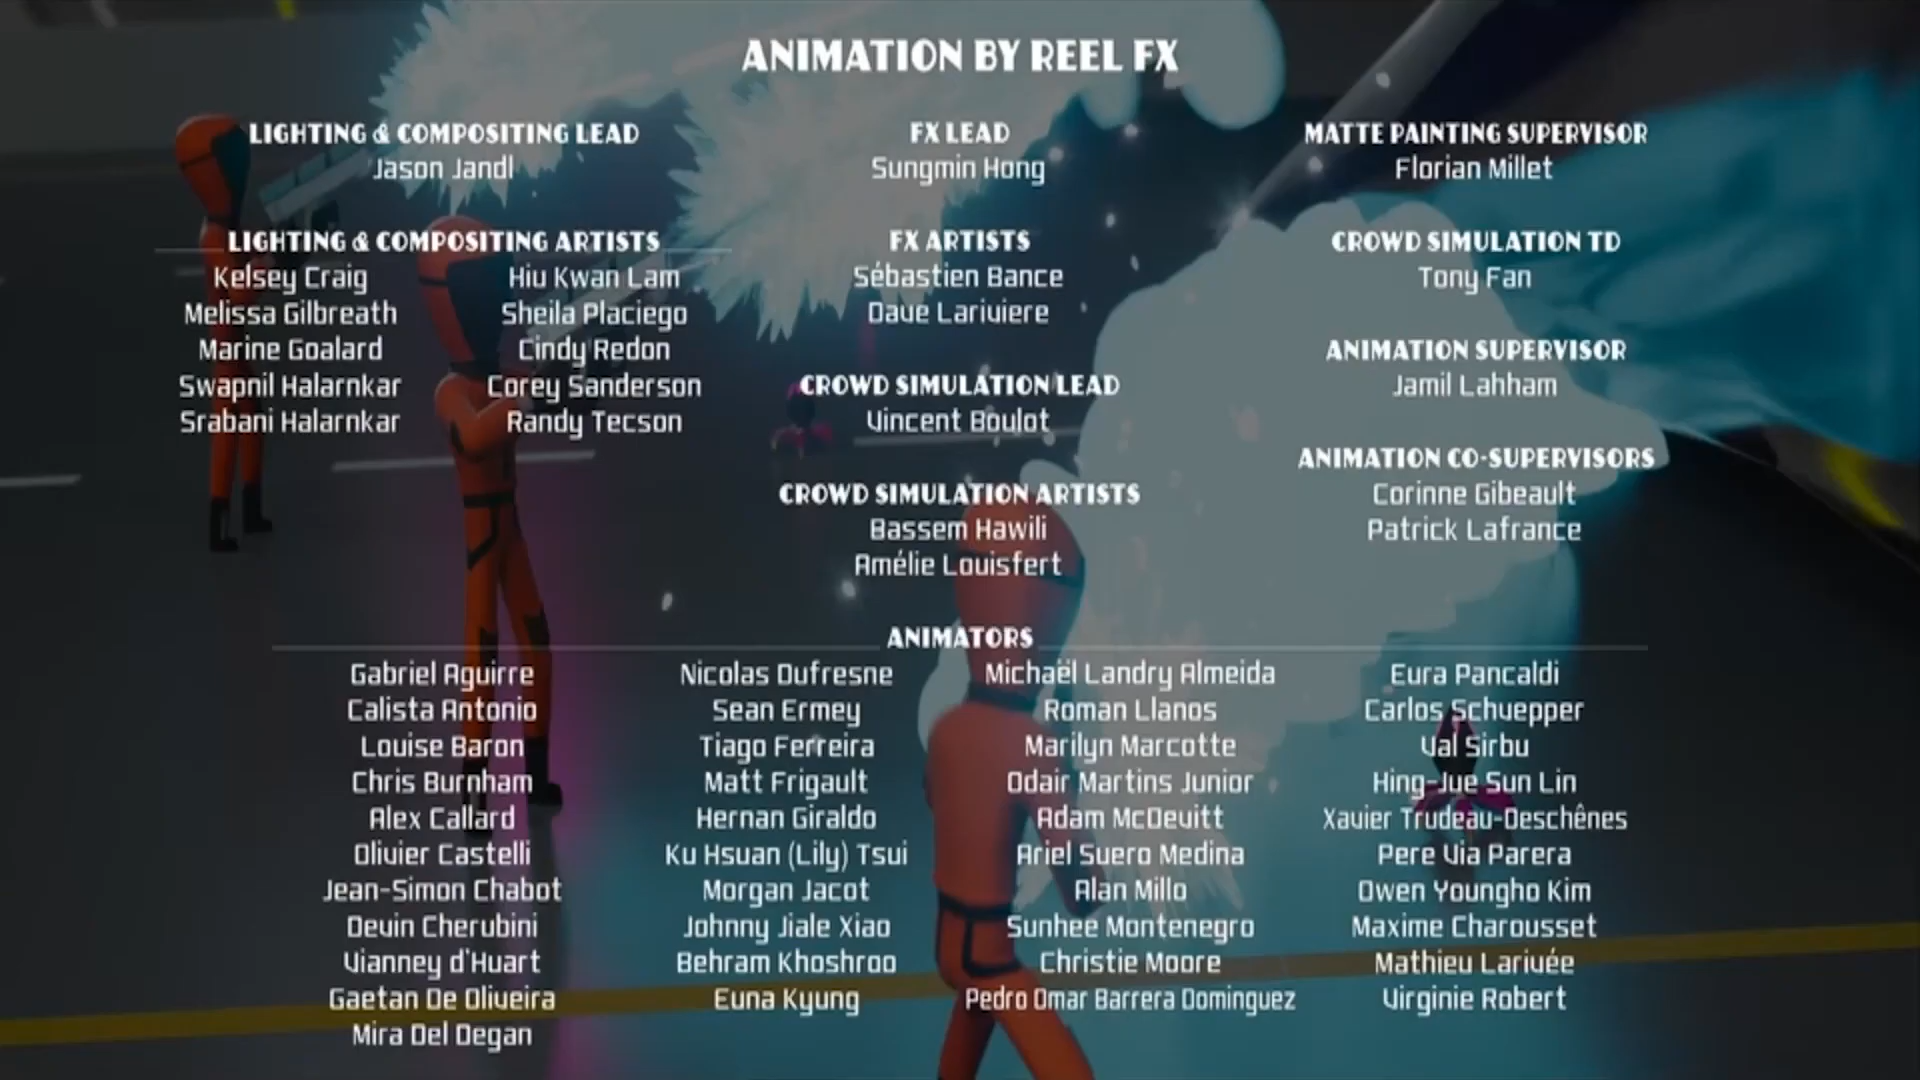 ANIMATION BY REEL FX
LIGHTING & COMPOSITING LEAD
Jason Jandl
LIGHTING & COMPOSITING ARTISTS
Kelsey Craig
Melissa Gilbreath
Marine Goalard
Swapnil Halarnkar
Srabani Halarnkar
Hiu Kwan Lam
Sheila Placiego
Cindy Redon
Corey Sanderson
Randy Tecson
FX LEAD
Sungmin Hong
FX ARTISTS
Sébastien Bance
Dave Lariviere
CROWD SIMULATION LEAD
Vincent Boulot
CROWD SIMULATION ARTISTS
Bassem Hawili
Amélie Louisfert
MATTE PAINTING SUPERVISOR
Florian Millet
CROWD SIMULATION TD
Tony Fan
ANIMATION SUPERVISOR
Jamil Lahham
ANIMATION CO-SUPERVISORS
Corinne Gibeault
Patrick Lafrance
ANIMATORS
Gabriel Aguirre
Calista Antonio
Louise Baron
Chris Burnham
Alex Callard
Olivier Castelli
Jean-Simon Chabot
Devin Cherubini
Vianney d'Huart
Gaetan De Oliveira
Mira Del Degan
Nicolas Dufresne
Sean Ermey
Tiago Ferreira
Matt Frigault
Hernan Giraldo
Ku Hsuan (Lily) Tsui
Morgan Jacot
Johnny Jiale Xiao
Behram Khoshroo
Euna Kyung
Michaël Landry Almeida
Roman Llanos
Marilyn Marcotte
Odair Martins Junior
Adam McDevitt
Ariel Suero Medina
Alan Millo
Sunhee Montenegro
Christie Moore
Pedro Omar Barrera Dominguez
Eura Pancaldi
Carlos Schuepper
Val Sirbu
Hing-Jue Sun Lin
Xavier Trudeau-Deschênes
Pere Via Parera
Owen Youngho Kim
Maxime Charousset
Mathieu Larivée
Virginie Robert